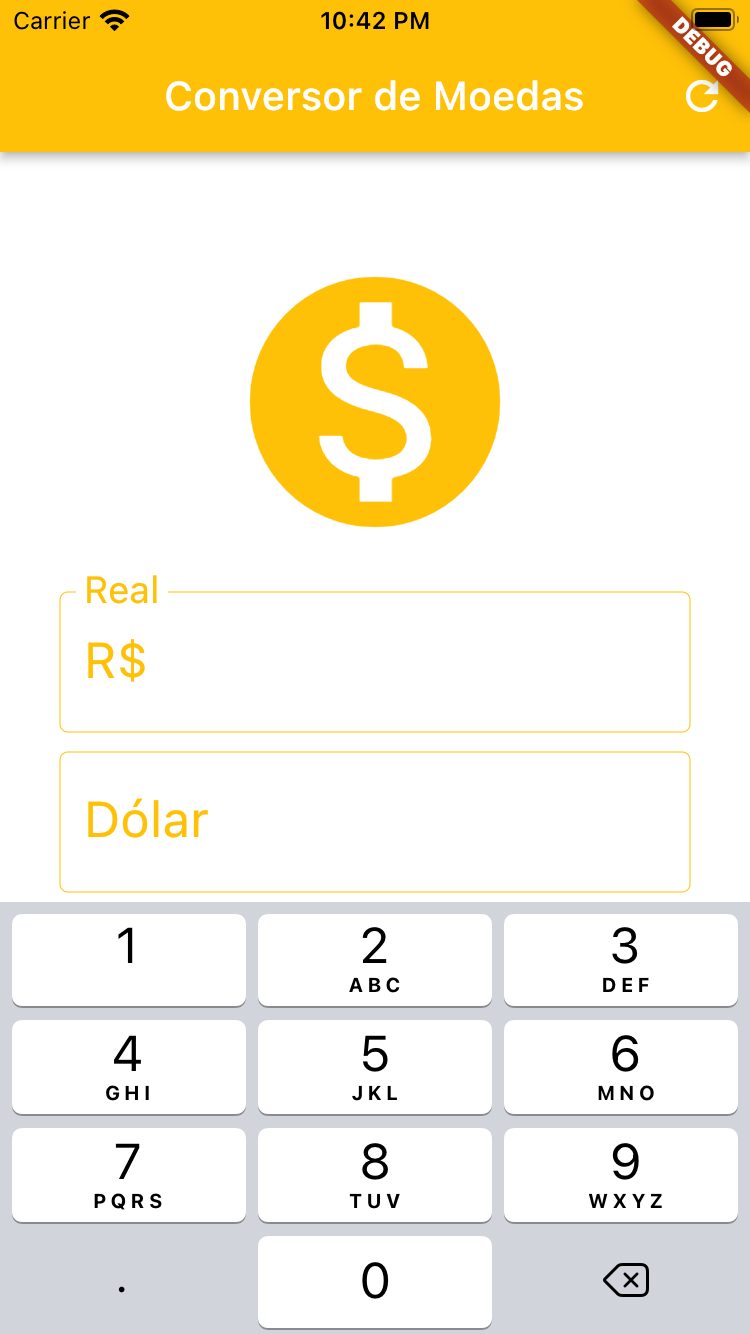 Carrier 10:42 PM
DEBUG
Conversor de Moedas
$
Real
R$
Dólar
1 2 3
ABC DEF
4 5 6
GHI JKL MNO
7 8 9
PQRS TUV WXYZ
. 0